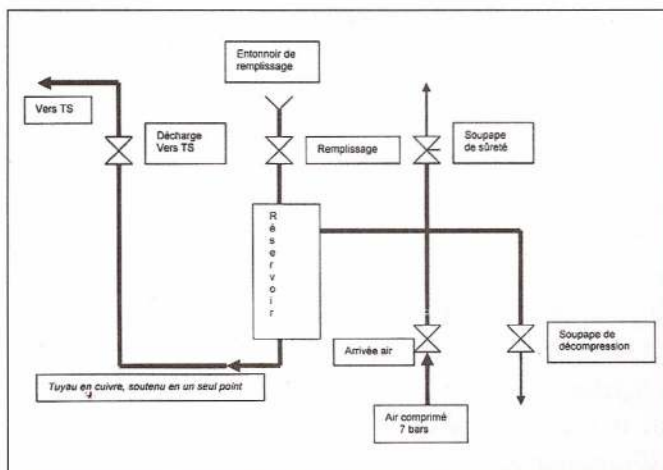 Entonnoir de
remplissage
Vers TS
Décharge
Vers TS
Remplissage
Soupape
de sûreté
Réservoir
Arrivée air
Soupape de
décompression
Tuyau en cuivre, soutenu en un seul point
Air comprimé
7 bars